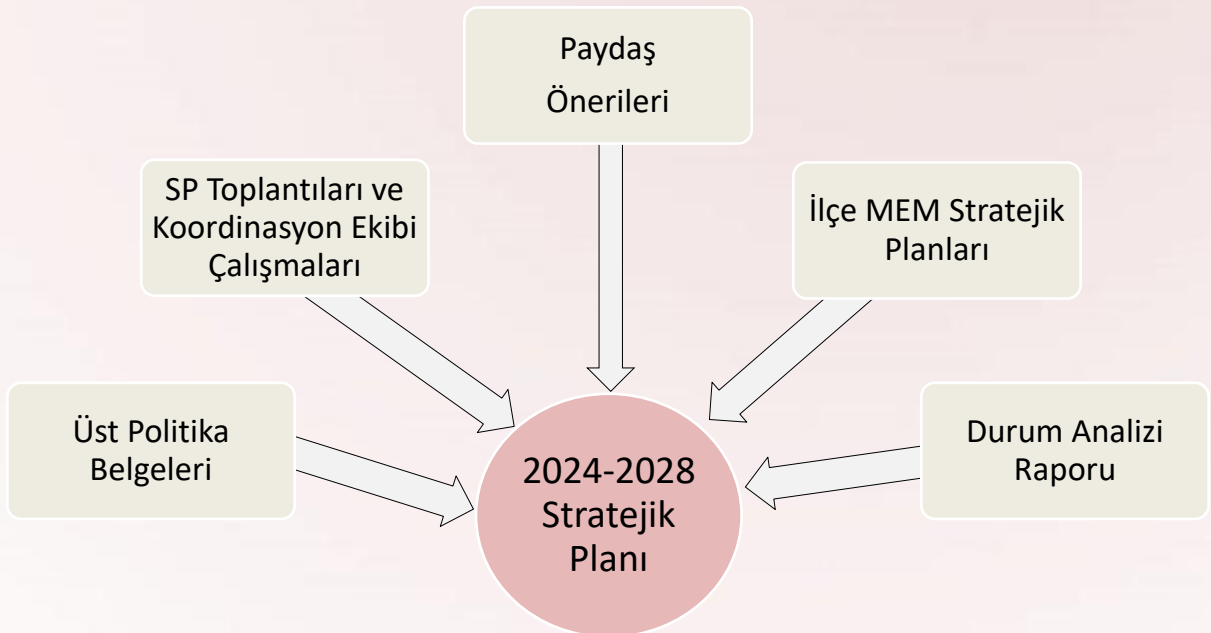 Paydaş
Önerileri
SP Toplantıları ve
Koordinasyon Ekibi
Çalışmaları
İlçe MEM Stratejik
Planları
Üst Politika
Belgeleri
Durum Analizi
Raporu
2024-2028
Stratejik
Planı